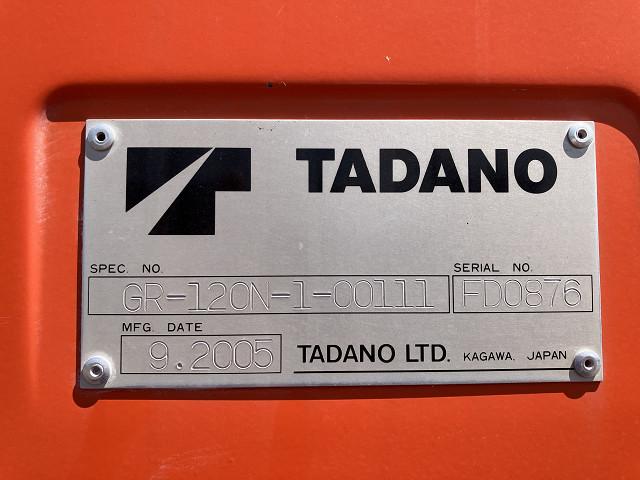 TADANO
SPEC. NO.
SERIAL NO.
GR-120N-1-00111
FD0876
MFG. DATE
9.2005
TADANO LTD. KAGAWA, JAPAN